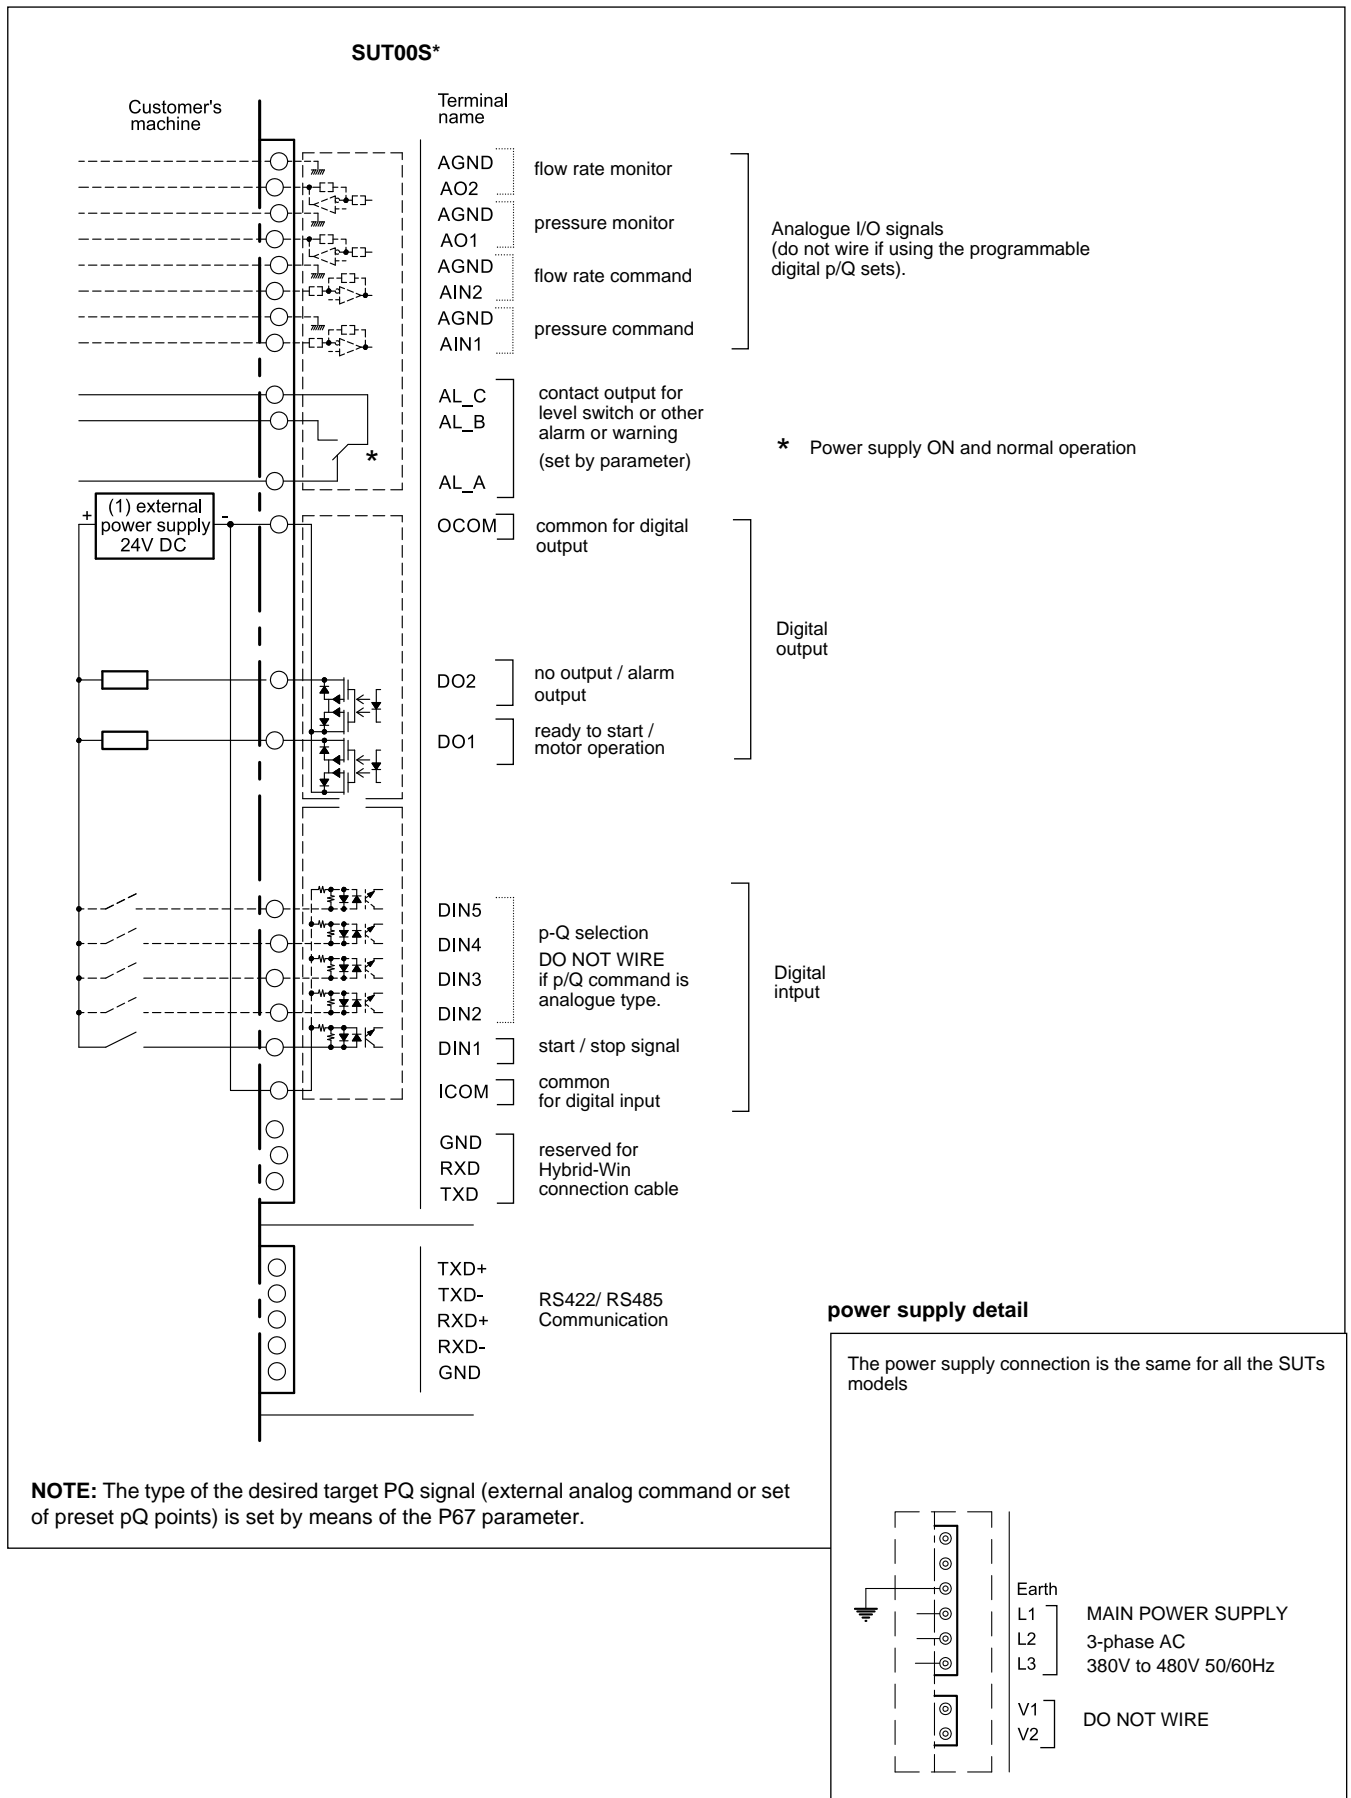 SUT00S*
Customer's
machine
Terminal
name
AGND
AO2
flow rate monitor
AGND
AO1
pressure monitor
AGND
AIN2
flow rate command
AGND
AIN1
pressure command
Analogue I/O signals
(do not wire if using the programmable
digital p/Q sets).
AL_C
AL_B
AL_A
contact output for
level switch or other
alarm or warning
(set by parameter)
*
* Power supply ON and normal operation
+
(1) external
power supply
24V DC
-
OCOM
common for digital
output
DO2
no output / alarm
output
DO1
ready to start /
motor operation
Digital
output
DIN5
DIN4
DIN3
DIN2
p-Q selection
DO NOT WIRE
if p/Q command is
analogue type.
DIN1
start / stop signal
ICOM
common
for digital input
Digital
intput
GND
RXD
TXD
reserved for
Hybrid-Win
connection cable
TXD+
TXD-
RXD+
RXD-
GND
RS422/ RS485
Communication
NOTE: The type of the desired target PQ signal (external analog command or set
of preset pQ points) is set by means of the P67 parameter.
power supply detail
The power supply connection is the same for all the SUTs
models
Earth
L1
L2
L3
MAIN POWER SUPPLY
3-phase AC
380V to 480V 50/60Hz
V1
V2
DO NOT WIRE